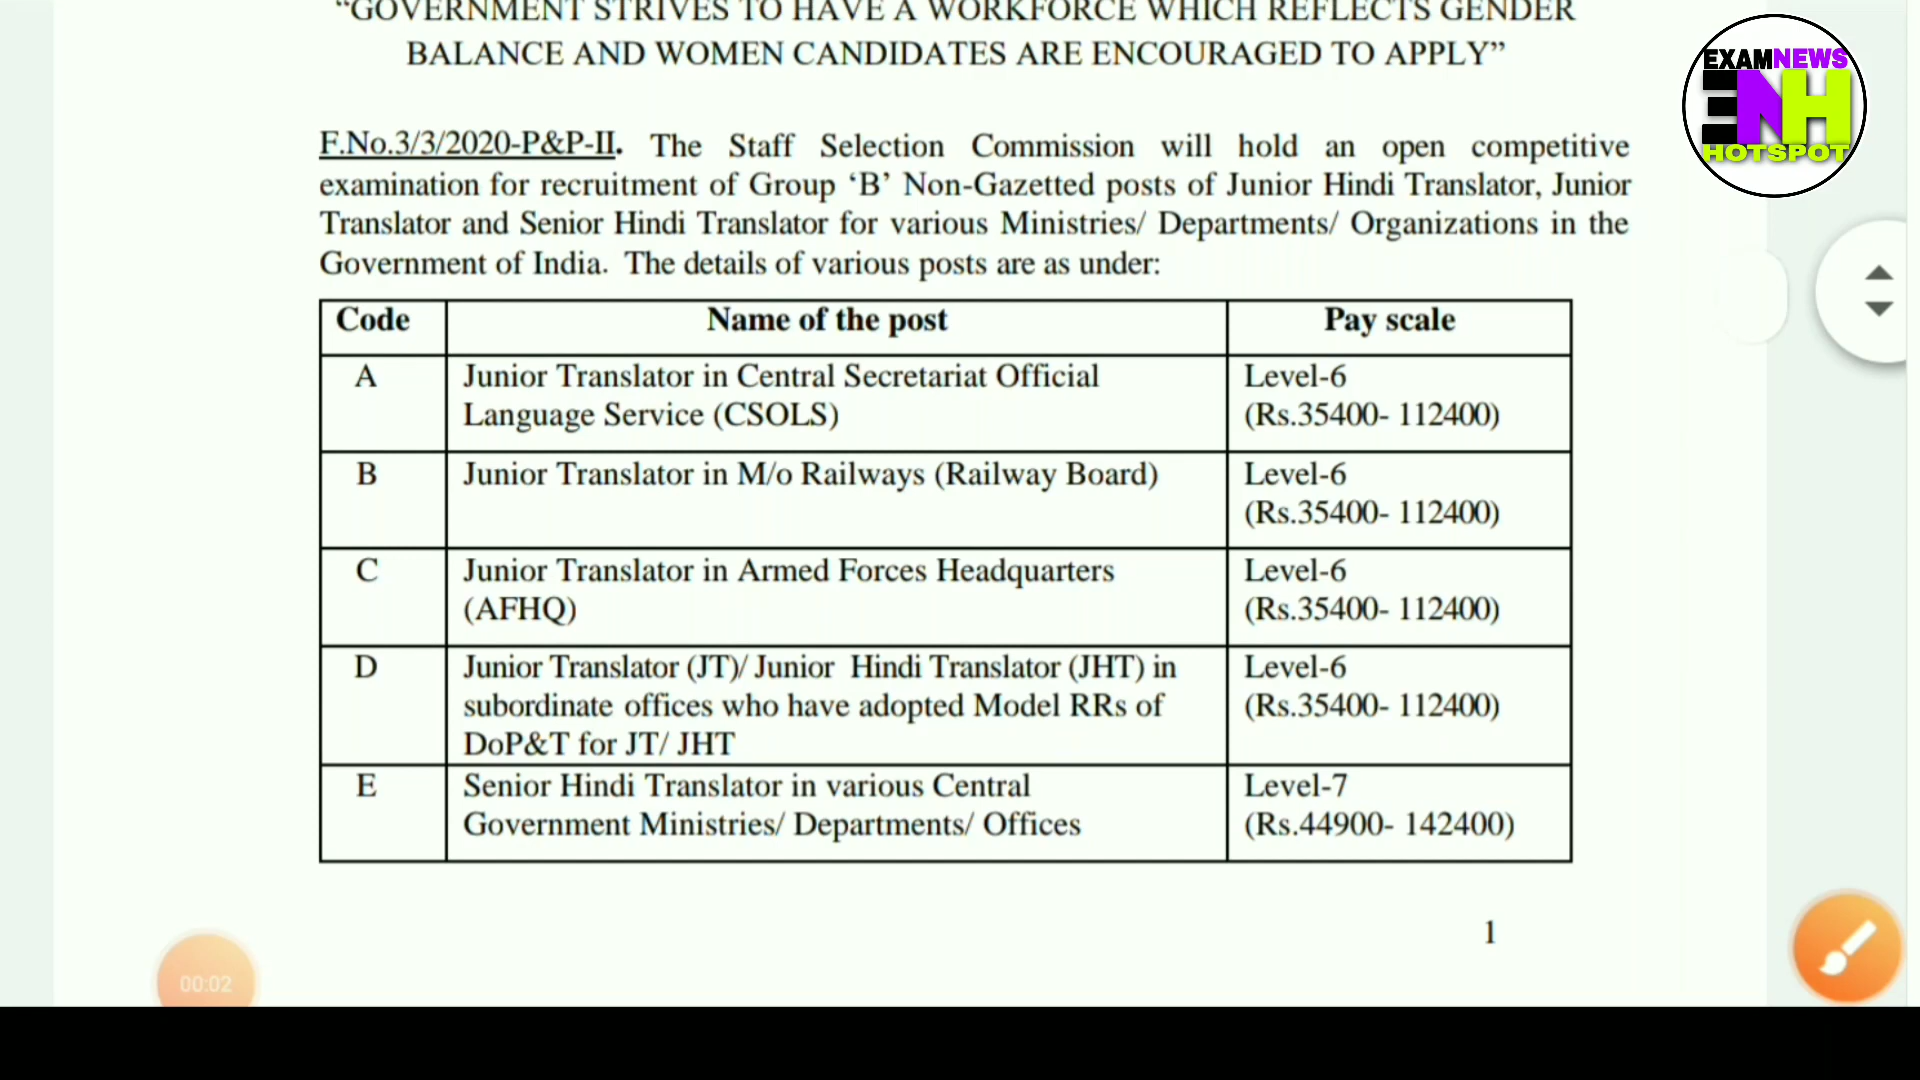 “GOVERNMENT STRIVES TO HAVE A WORKFORCE WHICH REFLECTS GENDER
BALANCE AND WOMEN CANDIDATES ARE ENCOURAGED TO APPLY”
EXAMNEWS
ENH
HOTSPOT
F.No.3/3/2020-P&P-II. The Staff Selection Commission will hold an open competitive
examination for recruitment of Group ‘B’ Non-Gazetted posts of Junior Hindi Translator, Junior
Translator and Senior Hindi Translator for various Ministries/ Departments/ Organizations in the
Government of India. The details of various posts are as under:
Code Name of the post Pay scale
A Junior Translator in Central Secretariat Official Level-6
Language Service (CSOLS) (Rs.35400- 112400)
B Junior Translator in M/o Railways (Railway Board) Level-6
(Rs.35400- 112400)
C Junior Translator in Armed Forces Headquarters Level-6
(AFHQ) (Rs.35400- 112400)
D Junior Translator (JT)/ Junior Hindi Translator (JHT) in Level-6
subordinate offices who have adopted Model RRs of (Rs.35400- 112400)
DoP&T for JT/ JHT
E Senior Hindi Translator in various Central Level-7
Government Ministries/ Departments/ Offices (Rs.44900- 142400)
1
00:02